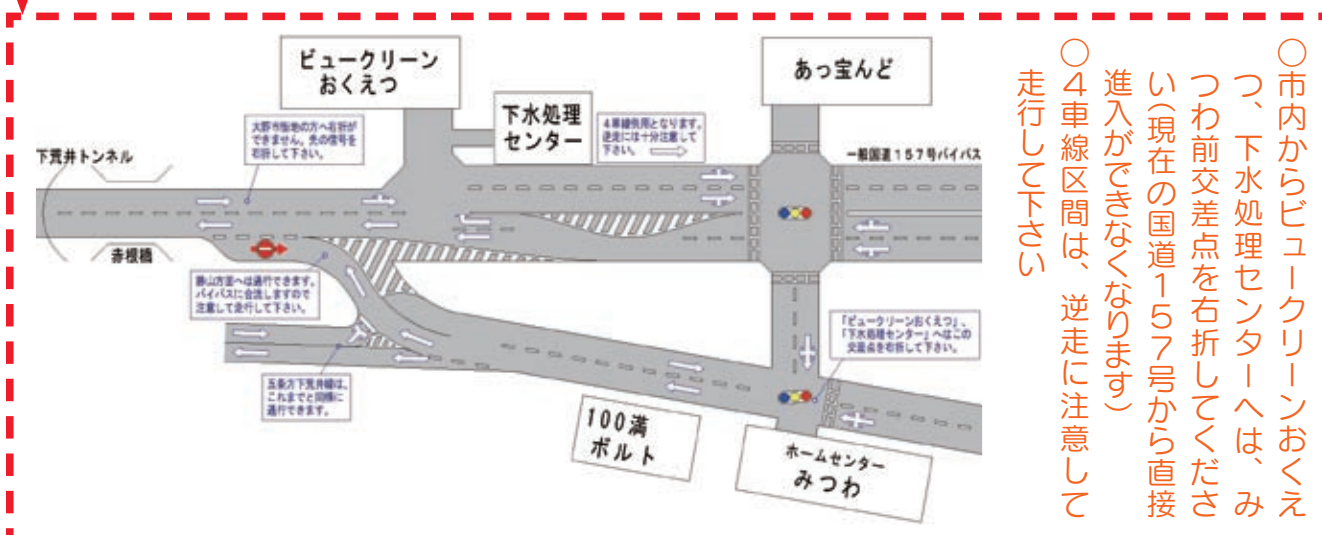 ○市内からビュークリーンおくえ
つ、下水処理センターへは、み
つわ前交差点を右折してくださ
い(現在の国道157号から直接
進入ができなくなります)
○4車線区間は、逆走に注意して
走行して下さい
ビュークリーン
おくえつ
下水処理
センター
あっ宝んど
大野市街地の方へ右折が
できません。先の信号を
右折して下さい。
4車線供用となります。
逆走には十分注意して
下さい。
下荒井トンネル
一般国道157号バイパス
赤根橋
勝山方面へは通行できます。
バイパスに合流しますので
注意して走行して下さい。
「ビュークリーンおくえつ」、
「下水処理センター」へはこの
交差点を右折して下さい。
五条方下荒井線は、
これまでと同様に
通行できます。
100満
ボルト
ホームセンター
みつわ